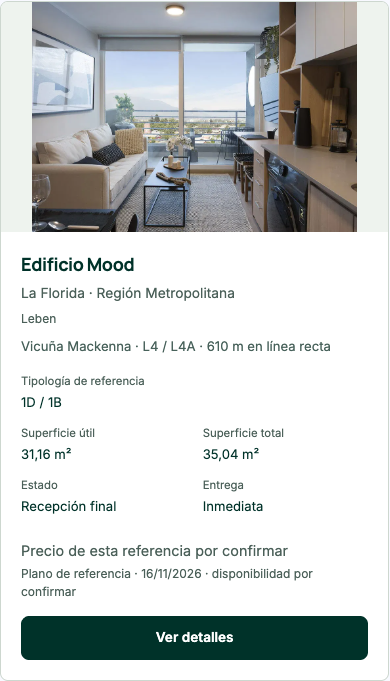 Edificio Mood
La Florida · Región Metropolitana
Leben
Vicuña Mackenna · L4 / L4A · 610 m en línea recta
Tipología de referencia
1D / 1B
Superficie útil
Superficie total
31,16 m²
35,04 m²
Estado
Entrega
Recepción final
Inmediata
Precio de esta referencia por confirmar
Plano de referencia · 16/11/2026 · disponibilidad por
confirmar
Ver detalles